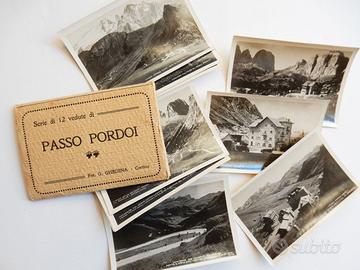 Serie di 12 vedute di
PASSO PORDOI
Fot. G. GHEDINA - Cortina
subito